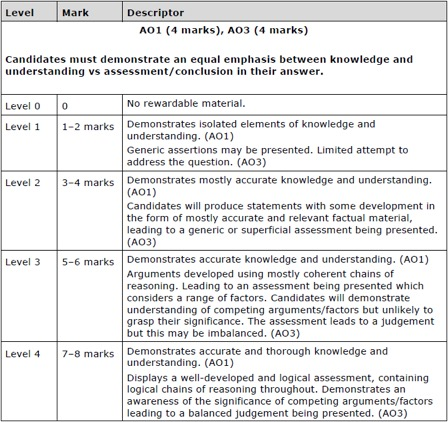 Level Mark Descriptor
AO1 (4 marks), AO3 (4 marks)
Candidates must demonstrate an equal emphasis between knowledge and
understanding vs assessment/conclusion in their answer.
Level 0 0 No rewardable material.
Level 1 1–2 marks Demonstrates isolated elements of knowledge and
understanding. (AO1)
Generic assertions may be presented. Limited attempt to
address the question. (AO3)
Level 2 3–4 marks Demonstrates mostly accurate knowledge and understanding.
(AO1)
Candidates will produce statements with some development in
the form of mostly accurate and relevant factual material,
leading to a generic or superficial assessment being presented.
(AO3)
Level 3 5–6 marks Demonstrates accurate knowledge and understanding. (AO1)
Arguments developed using mostly coherent chains of
reasoning. Leading to an assessment being presented which
considers a range of factors. Candidates will demonstrate
understanding of competing arguments/factors but unlikely to
grasp their significance. The assessment leads to a judgement
but this may be imbalanced. (AO3)
Level 4 7–8 marks Demonstrates accurate and thorough knowledge and
understanding. (AO1)
Displays a well-developed and logical assessment, containing
logical chains of reasoning throughout. Demonstrates an
awareness of the significance of competing arguments/factors
leading to a balanced judgement being presented. (AO3)